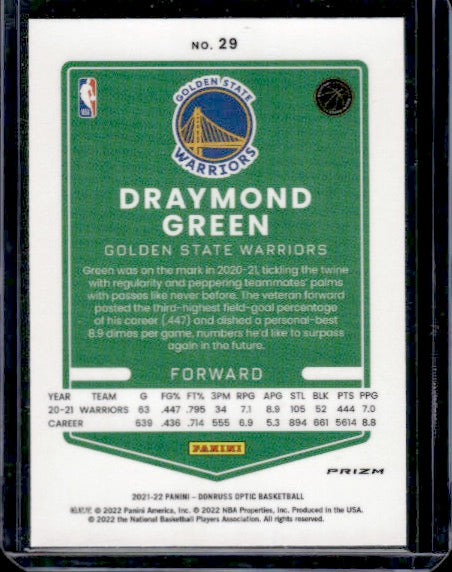 NO. 29
GOLDEN STATE
WARRIORS
NBA
DRAYMOND
GREEN
GOLDEN STATE WARRIORS
Green was on the mark in 2020-21, tickling the twine
with regularity and peppering teammates' palms
with passes like never before. The veteran forward
posted the third-highest field-goal percentage
of his career (.447) and dished a personal-best
8.9 dimes per game, numbers he'd like to surpass
again in the future.
FORWARD
YEAR TEAM G FG% FT% 3PM RPG APG STL BLK PTS PPG
20-21 WARRIORS 63 .447 .795 34 7.1 8.9 105 52 444 7.0
CAREER 639 .436 .714 555 6.9 5.3 894 661 5614 8.8
PANINI
PRIZM
2021-22 PANINI – DONRUSS OPTIC BASKETBALL
© 2022 Panini America, Inc. © 2022 NBA Properties, Inc. Produced in the USA.
© 2022 the National Basketball Players Association. All rights reserved.